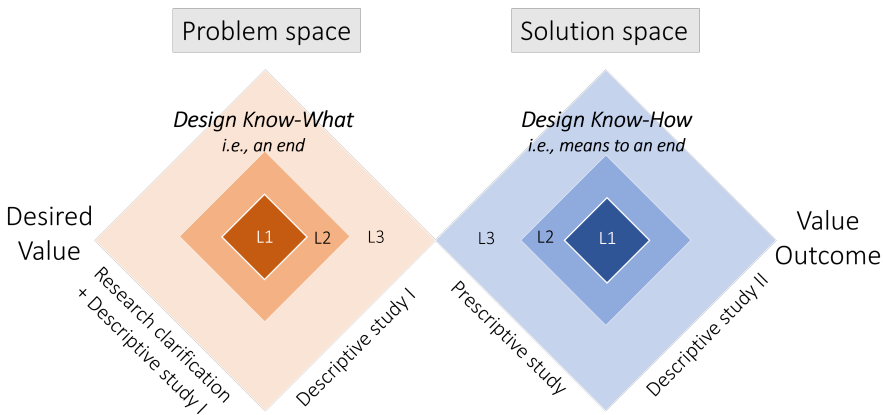 Problem space
Solution space
Design Know-What
i.e., an end
Design Know-How
i.e., means to an end
Desired
Value
L1
L2
L3
L3
L2
L1
Value
Outcome
Research clarification
+ Descriptive study I
Descriptive study I
Prescriptive study
Descriptive study II